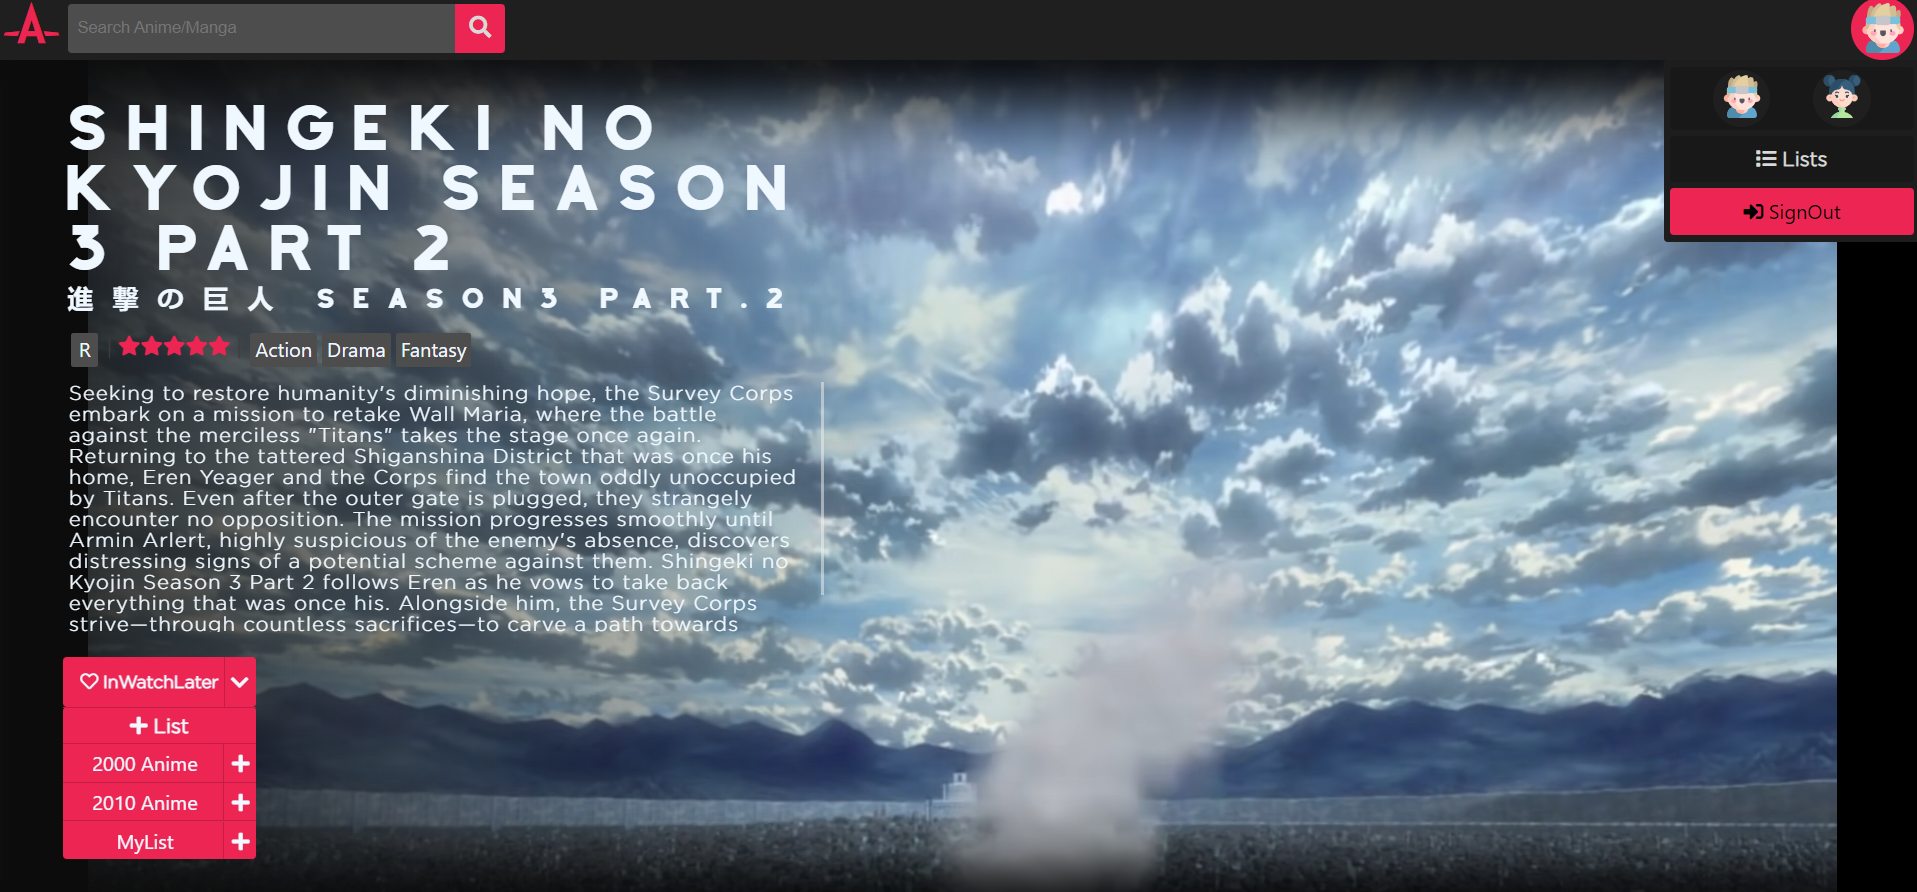 Search Anime/Manga
Lists
SignOut
SHINGEKI NO
KYOJIN SEASON
3 PART 2
進撃の巨人 SEASON3 PART.2
R Action Drama Fantasy
Seeking to restore humanity's diminishing hope, the Survey Corps
embark on a mission to retake Wall Maria, where the battle
against the merciless "Titans" takes the stage once again.
Returning to the tattered Shiganshina District that was once his
home, Eren Yeager and the Corps find the town oddly unoccupied
by Titans. Even after the outer gate is plugged, they strangely
encounter no opposition. The mission progresses smoothly until
Armin Arlert, highly suspicious of the enemy's absence, discovers
distressing signs of a potential scheme against them. Shingeki no
Kyojin Season 3 Part 2 follows Eren as he vows to take back
everything that was once his. Alongside him, the Survey Corps
strive—through countless sacrifices—to carve a path towards
InWatchLater
List
2000 Anime
2010 Anime
MyList